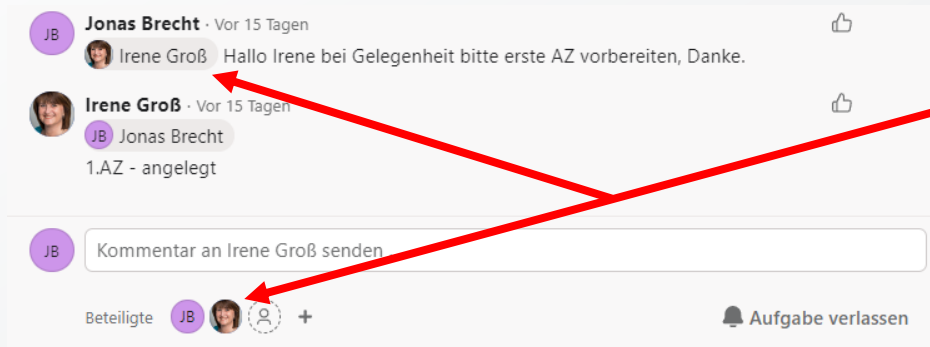 JB Jonas Brecht · Vor 15 Tagen
Irene Groß Hallo Irene bei Gelegenheit bitte erste AZ vorbereiten, Danke.
Irene Groß · Vor 15 Tagen
JB Jonas Brecht
1.AZ - angelegt
JB Kommentar an Irene Groß senden
Beteiligte JB + Aufgabe verlassen